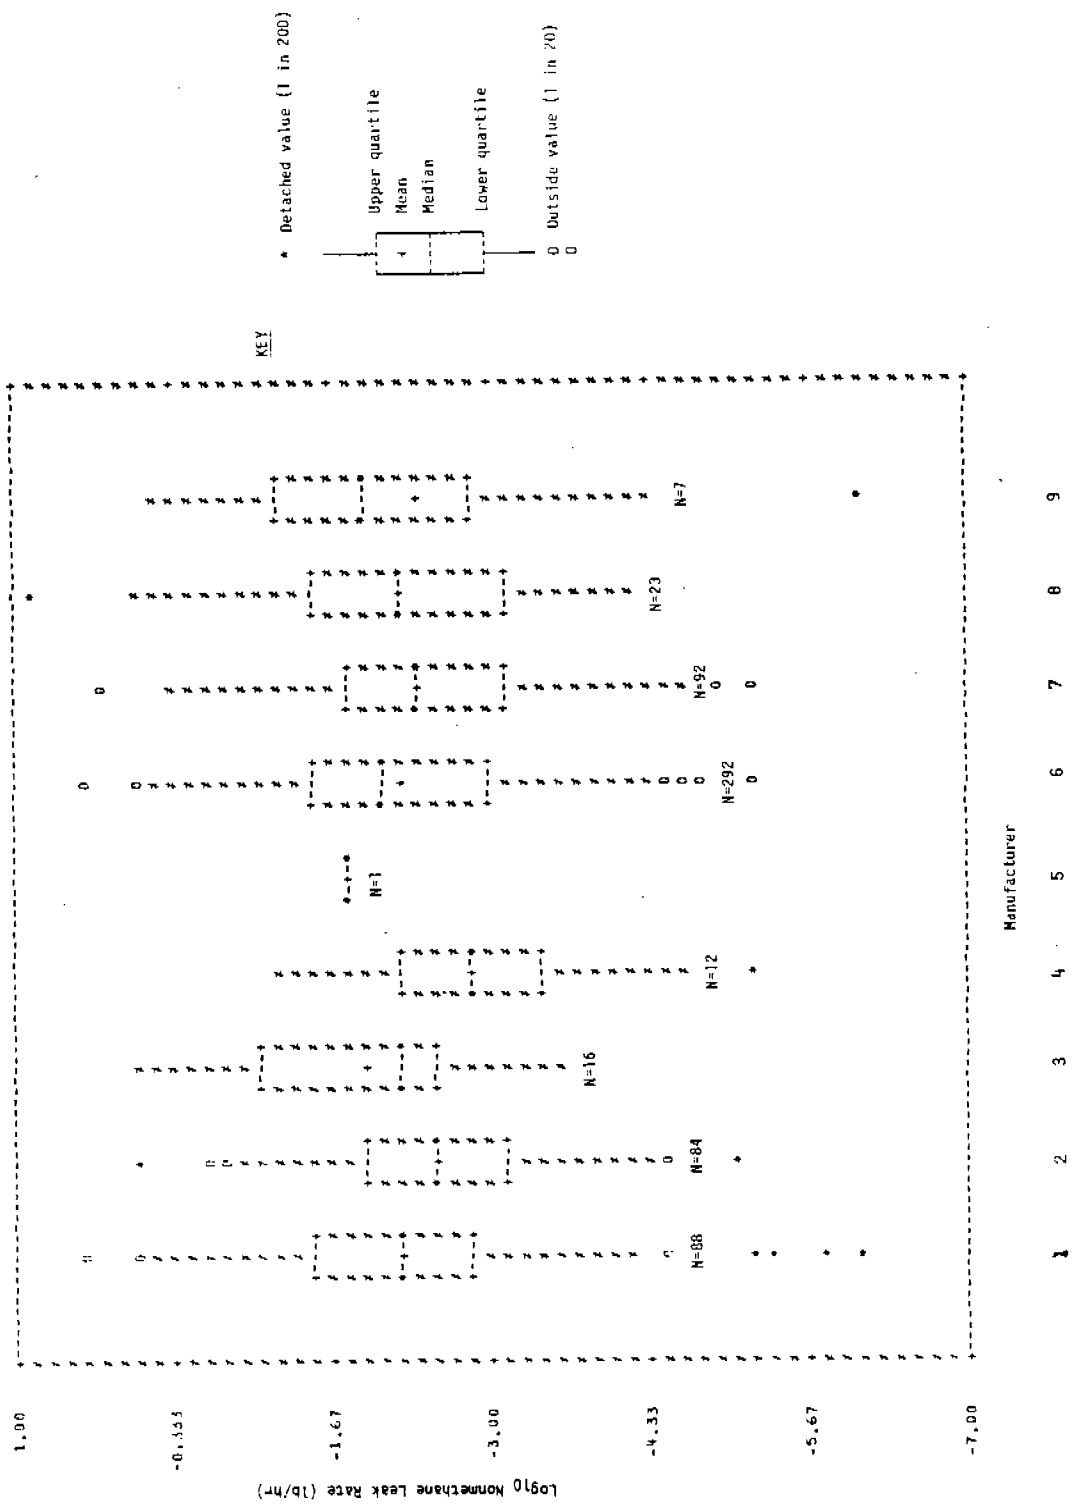 Log10 Nonmethane Leak Rate (lb/hr)
1.00
-0.333
-1.67
-3.00
-4.33
-5.67
-7.00
N=88
N=84
N=16
N=12
N=1
N=292
N=92
N=23
N=7
1 2 3 4 5 6 7 8 9
Manufacturer
KEY
* Detached value (1 in 200)
Upper quartile
Mean
Median
Lower quartile
O Outside value (1 in 20)
O